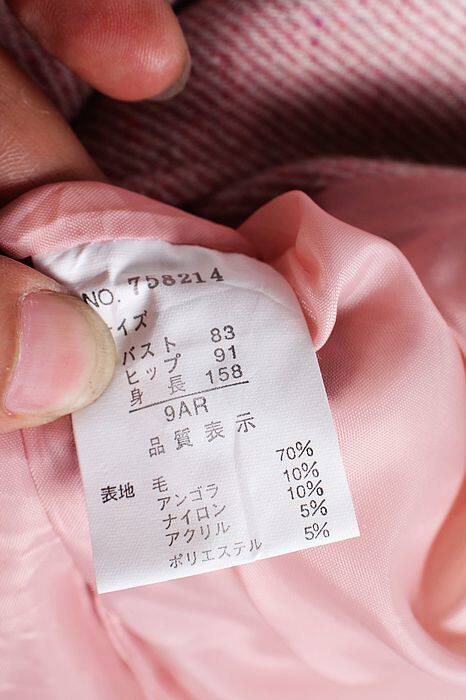 NO. 758214
イズ
バスト 83
ヒップ 91
身長 158
9AR
品質表示
表地 毛 70%
アンゴラ 10%
ナイロン 10%
アクリル 5%
ポリエステル 5%